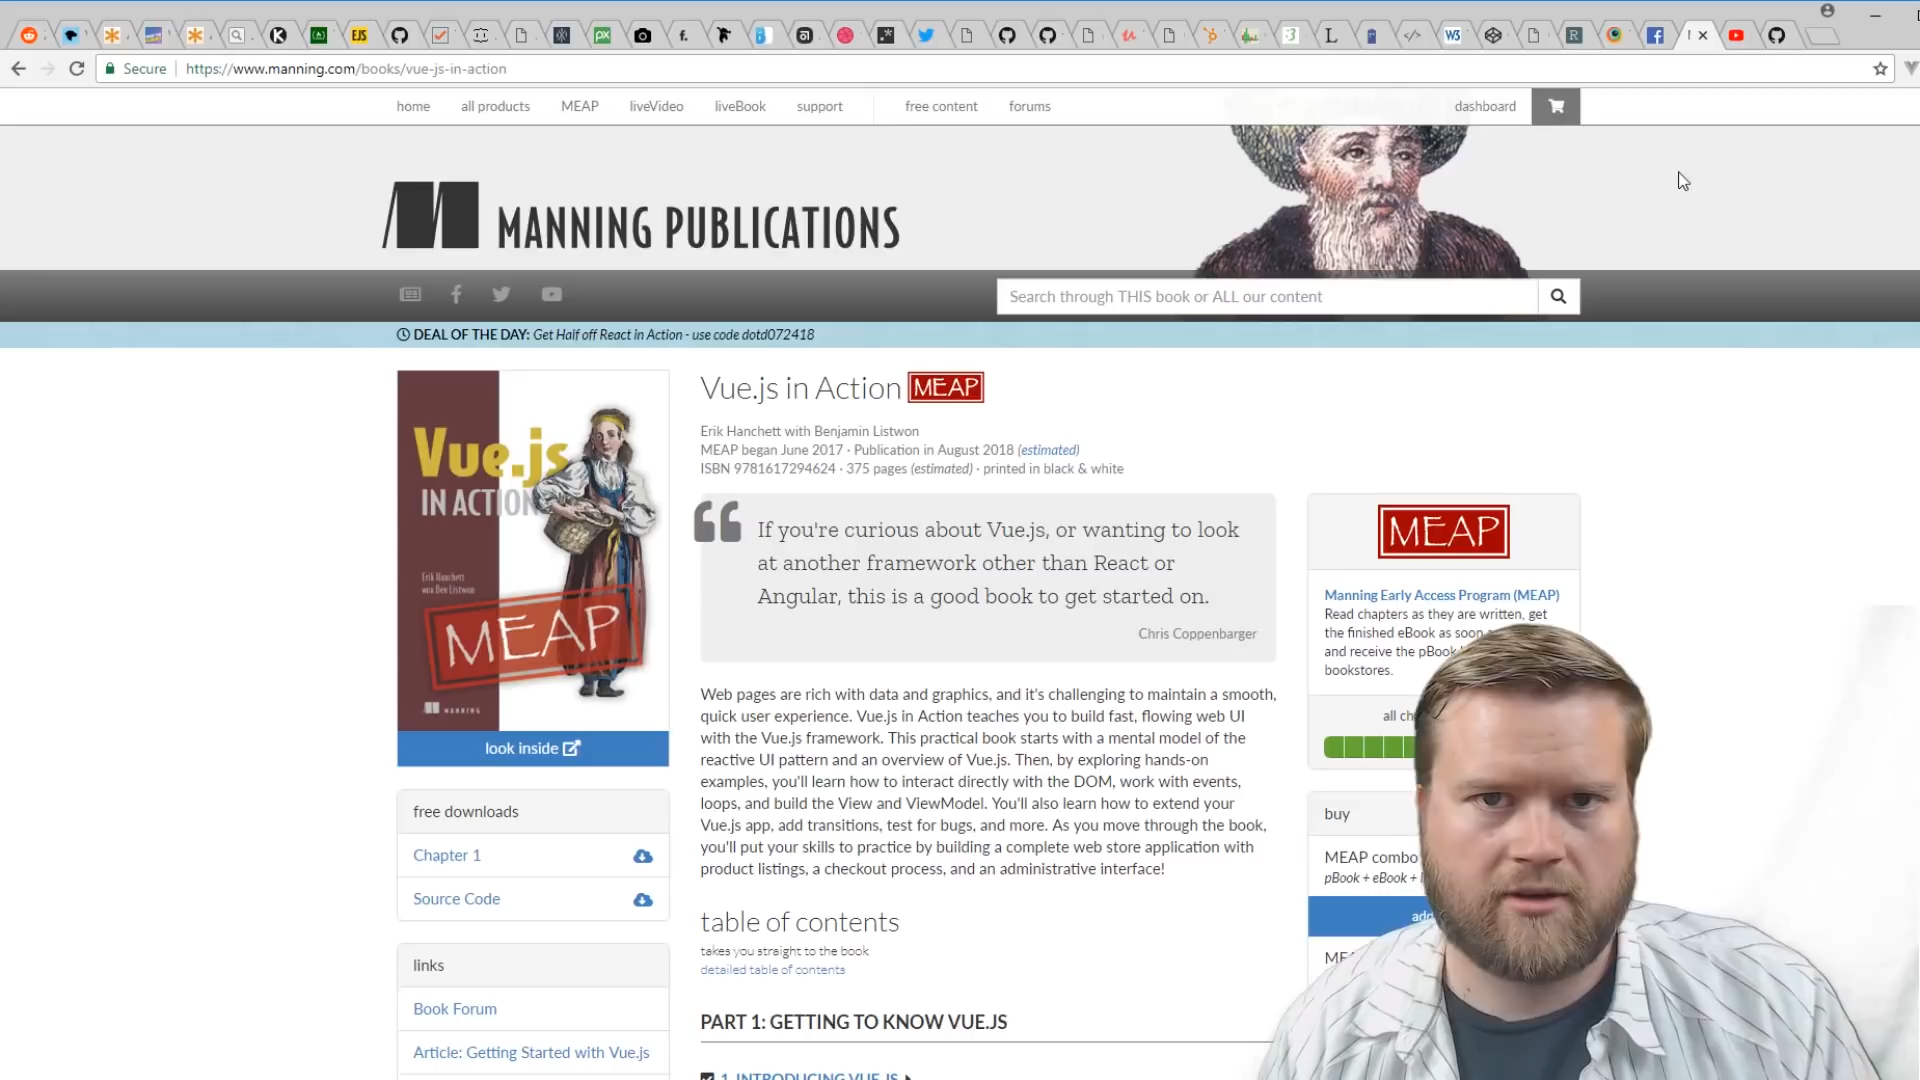 Secure
https://www.manning.com/books/vue-js-in-action
home all products MEAP liveVideo liveBook support free content forums dashboard
MANNING PUBLICATIONS
Search through THIS book or ALL our content
DEAL OF THE DAY: Get Half off React in Action - use code dotd072418
Vue.js
IN ACTION
Erik Hanchett
WITH Ben Listwon
MEAP
MANNING
look inside
free downloads
Chapter 1
Source Code
links
Book Forum
Article: Getting Started with Vue.js
Vue.js in Action MEAP
Erik Hanchett with Benjamin Listwon
MEAP began June 2017 · Publication in August 2018 (estimated)
ISBN 9781617294624 · 375 pages (estimated) · printed in black & white
If you're curious about Vue.js, or wanting to look
at another framework other than React or
Angular, this is a good book to get started on.
Chris Coppenbarger
Web pages are rich with data and graphics, and it's challenging to maintain a smooth,
quick user experience. Vue.js in Action teaches you to build fast, flowing web UI
with the Vue.js framework. This practical book starts with a mental model of the
reactive UI pattern and an overview of Vue.js. Then, by exploring hands-on
examples, you'll learn how to interact directly with the DOM, work with events,
loops, and build the View and ViewModel. You'll also learn how to extend your
Vue.js app, add transitions, test for bugs, and more. As you move through the book,
you'll put your skills to practice by building a complete web store application with
product listings, a checkout process, and an administrative interface!
table of contents
takes you straight to the book
detailed table of contents
PART 1: GETTING TO KNOW VUE.JS
1 INTRODUCING VUE.JS
MEAP
Manning Early Access Program (MEAP)
Read chapters as they are written, get
the finished eBook as soon
and receive the pBook
bookstores.
all
buy
MEAP combo
pBook + eBook +
add